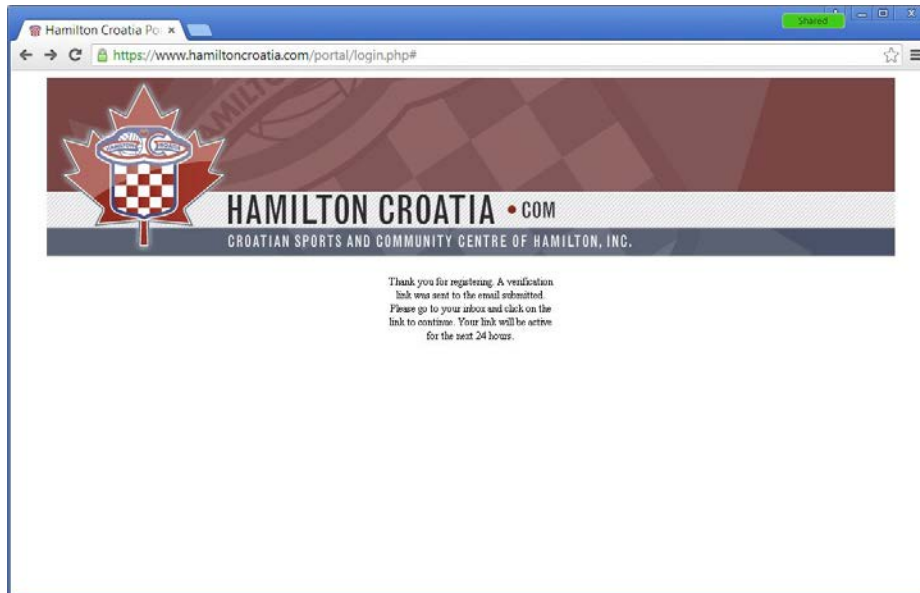 Shared
Hamilton Croatia Po
https://www.hamiltoncroatia.com/portal/login.php#
HAMILTON CROATIA • COM
CROATIAN SPORTS AND COMMUNITY CENTRE OF HAMILTON, INC.
Thank you for registering. A verification
link was sent to the email submitted.
Please go to your inbox and click on the
link to continue. Your link will be active
for the next 24 hours.